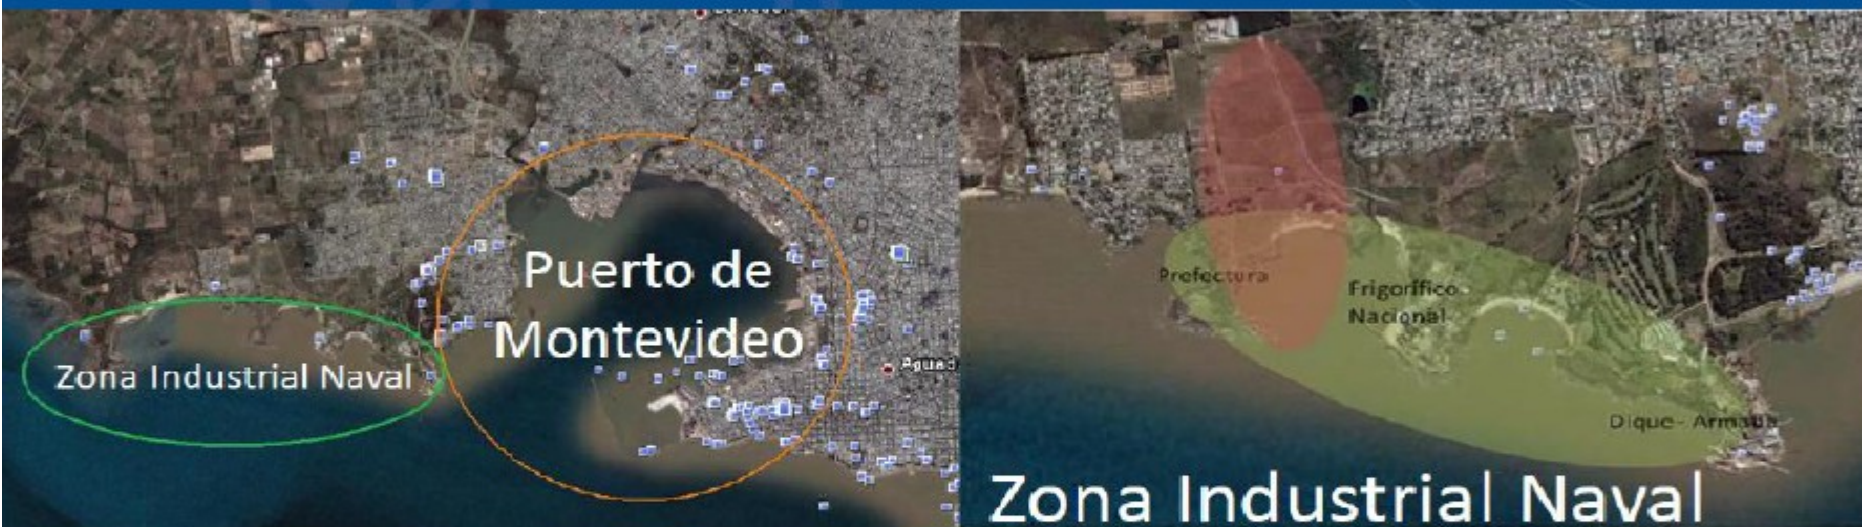 Puerto de
Montevideo
Zona Industrial Naval
Prefectura
Frigorífico
Nacional
Dique- Armada
Zona Industrial Naval